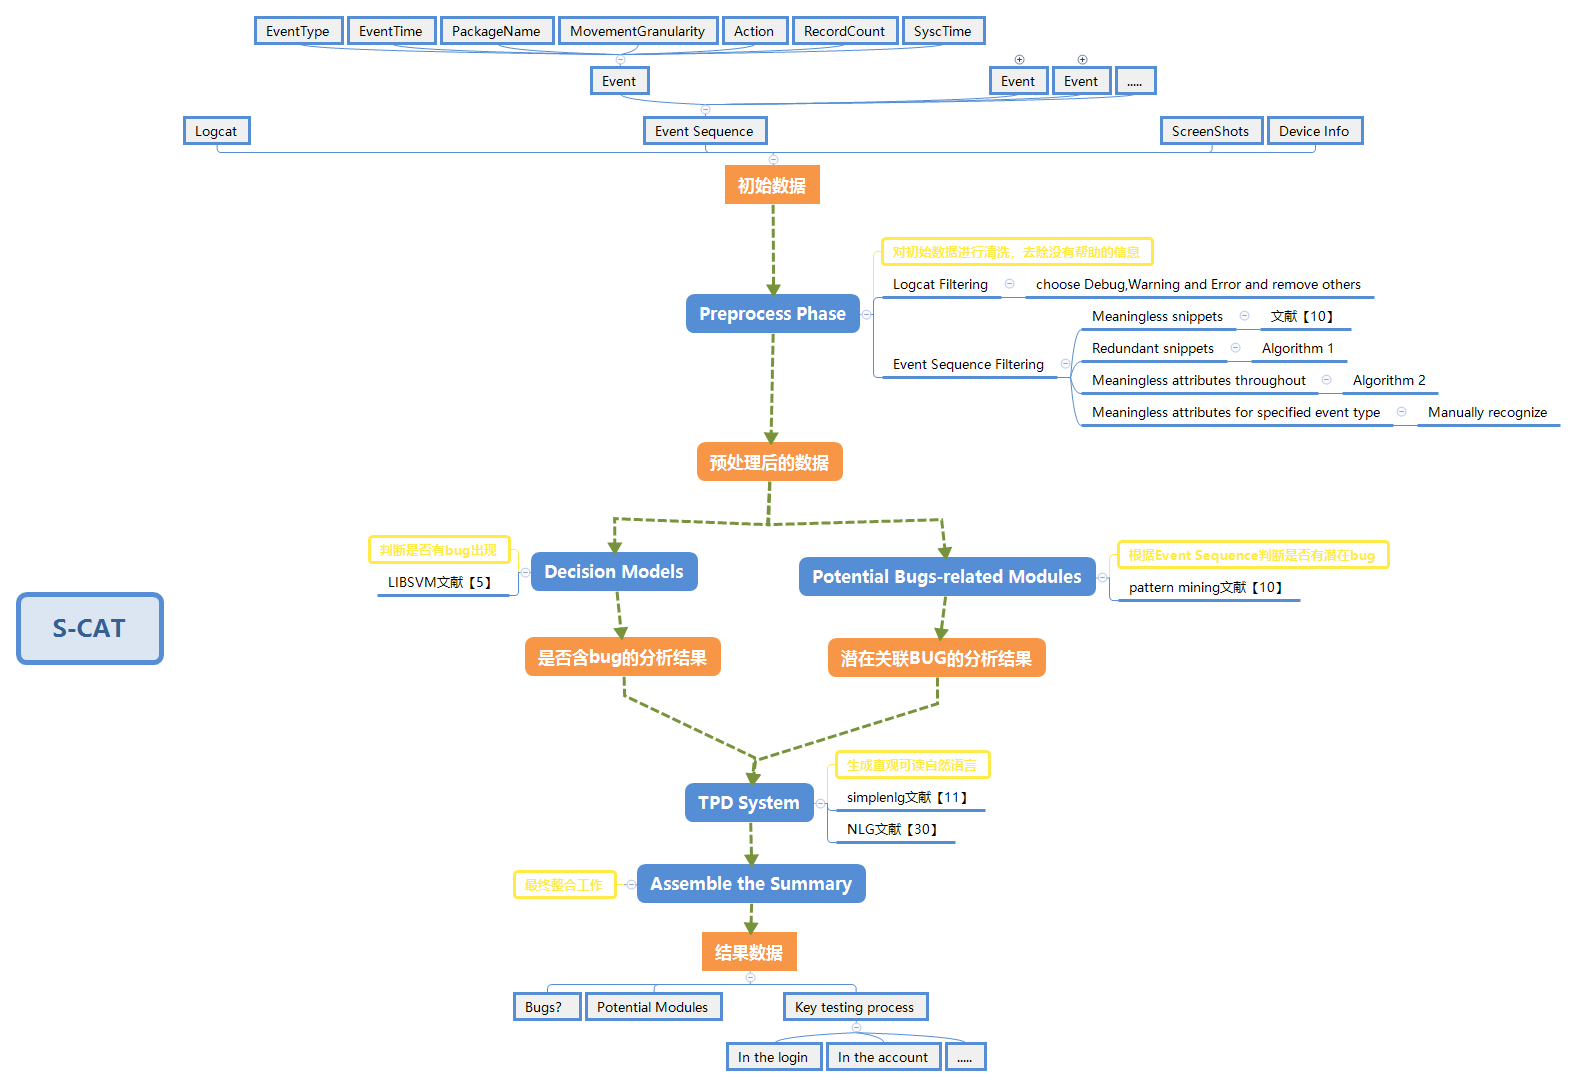 EventType
EventTime
PackageName
MovementGranularity
Action
RecordCount
SyscTime
Event
Event
Event
.....
Logcat
Event Sequence
ScreenShots
Device Info
初始数据
对初始数据进行清洗，去除没有帮助的信息
Logcat Filtering
choose Debug,Warning and Error and remove others
Preprocess Phase
Meaningless snippets
文献【10】
Redundant snippets
Algorithm 1
Event Sequence Filtering
Meaningless attributes throughout
Algorithm 2
Meaningless attributes for specified event type
Manually recognize
预处理后的数据
判断是否有bug出现
LIBSVM文献【5】
Decision Models
Potential Bugs-related Modules
根据Event Sequence判断是否有潜在bug
pattern mining文献【10】
S-CAT
是否含bug的分析结果
潜在关联BUG的分析结果
生成直观可读自然语言
simplenlg文献【11】
NLG文献【30】
TPD System
最终整合工作
Assemble the Summary
结果数据
Bugs?
Potential Modules
Key testing process
In the login
In the account
.....